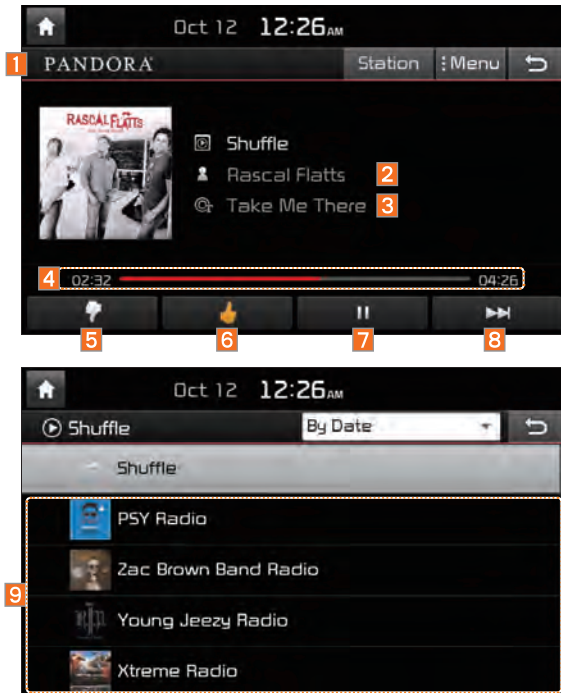 Oct 12 12:26AM
1 PANDORA Station Menu
RASCAL FLATTS
Shuffle
Rascal Flatts 2
Take Me There 3
4 02:32 04:26
5 6 7 8
Oct 12 12:26AM
Shuffle By Date
Shuffle
PSY Radio
Zac Brown Band Radio
9
Young Jeezy Radio
Xtreme Radio